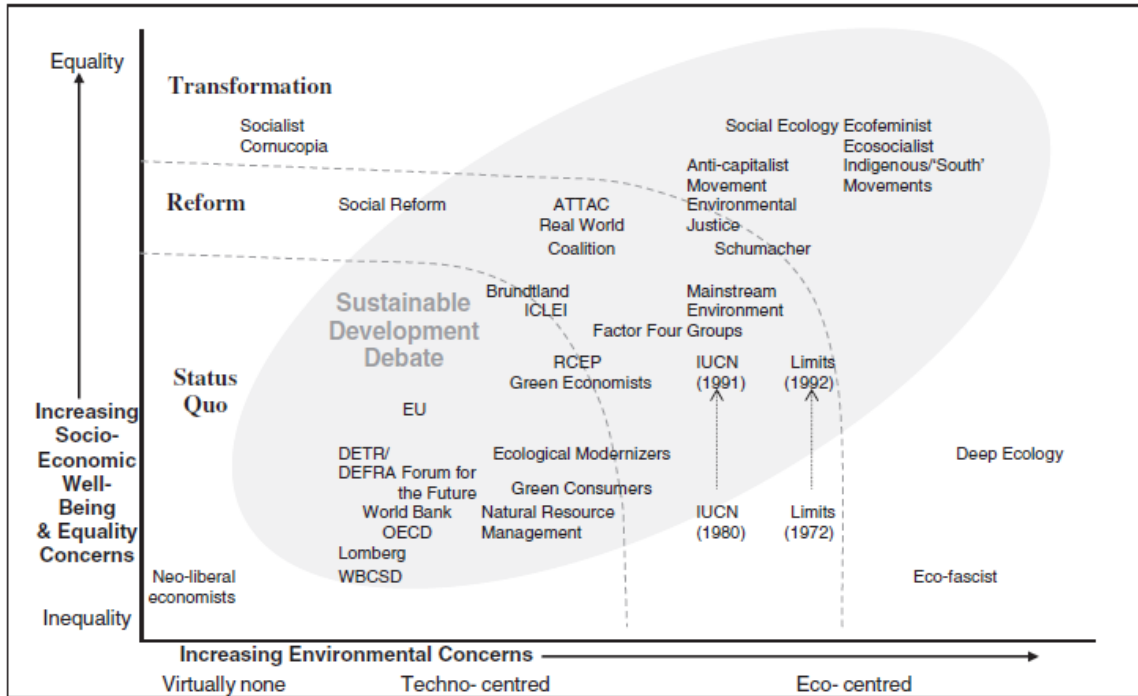 Equality
Transformation
Socialist
Cornucopia
Social Ecology Ecofeminist
Ecosocialist
Anti-capitalist Indigenous/'South'
Movement Movements
Reform
Social Reform
ATTAC
Environmental
Real World
Justice
Coalition
Schumacher
Sustainable
Development
Debate
Brundtland
ICLEI
Mainstream
Environment
Factor Four Groups
Status
Quo
RCEP
Green Economists
IUCN
(1991)
Limits
(1992)
EU
Increasing
Socio-
Economic
Well-
Being
& Equality
Concerns
DETR/
DEFRA Forum for
the Future
Ecological Modernizers
Deep Ecology
Green Consumers
World Bank
OECD
Natural Resource
Management
IUCN
(1980)
Limits
(1972)
Lomberg
WBCSD
Neo-liberal
economists
Eco-fascist
Inequality
Increasing Environmental Concerns
Virtually none
Techno- centred
Eco- centred